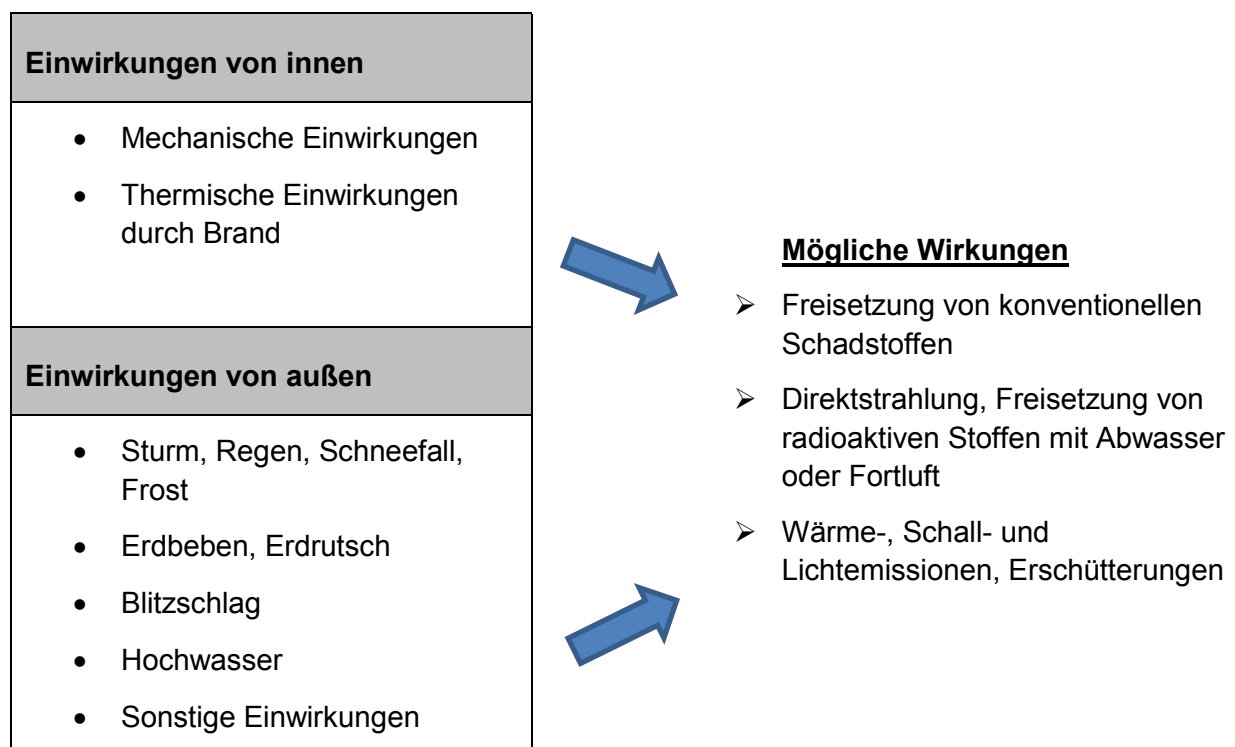 Einwirkungen von innen
• Mechanische Einwirkungen
• Thermische Einwirkungen
durch Brand
Einwirkungen von außen
• Sturm, Regen, Schneefall,
Frost
• Erdbeben, Erdrutsch
• Blitzschlag
• Hochwasser
• Sonstige Einwirkungen
Mögliche Wirkungen
➢ Freisetzung von konventionellen
Schadstoffen
➢ Direktstrahlung, Freisetzung von
radioaktiven Stoffen mit Abwasser
oder Fortluft
➢ Wärme-, Schall- und
Lichtemissionen, Erschütterungen